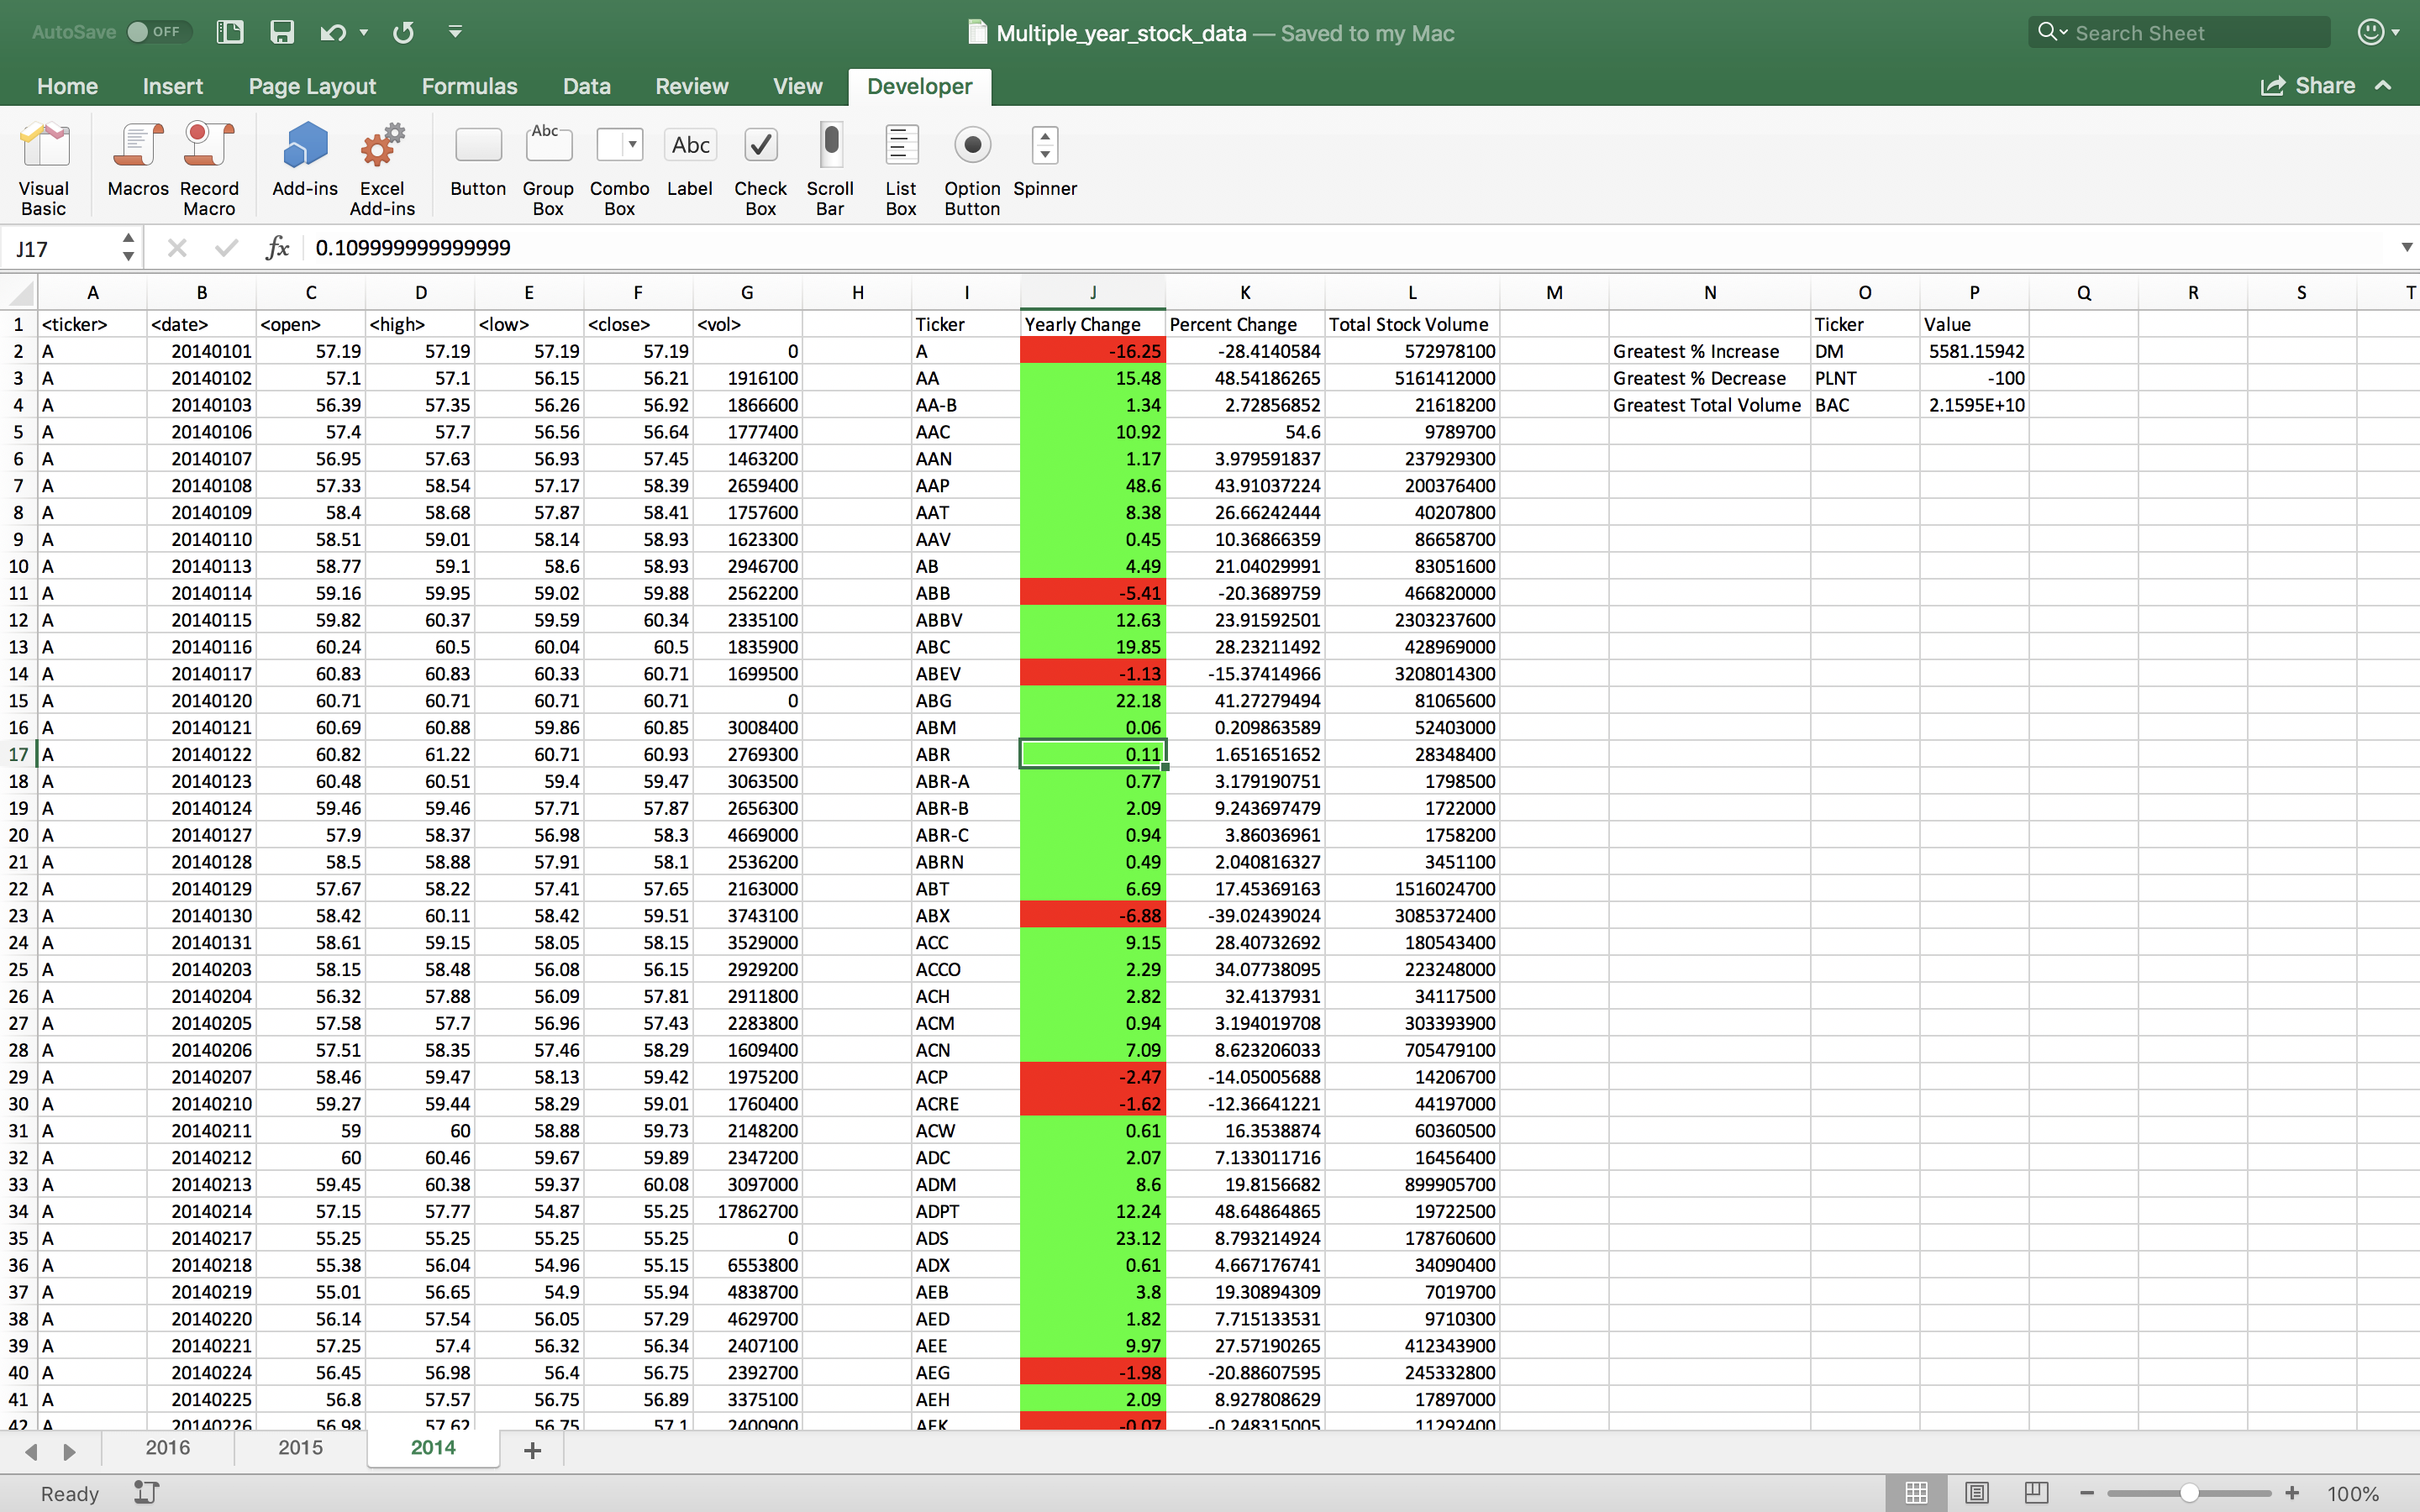 AutoSave OFF Multiple_year_stock_data — Saved to my Mac Search Sheet
Home Insert Page Layout Formulas Data Review View Developer Share
Abc Abc
Visual Basic Macros Record Macro Add-ins Excel Add-ins Button Group Box Combo Box Label Check Box Scroll Bar List Box Option Button Spinner
J17 fx 0.109999999999999
A B C D E F G H I J K L M N O P Q R S T
1 <ticker> <date> <open> <high> <low> <close> <vol> Ticker Yearly Change Percent Change Total Stock Volume Ticker Value
2 A 20140101 57.19 57.19 57.19 57.19 0 A -16.25 -28.4140584 572978100 Greatest % Increase DM 5581.15942
3 A 20140102 57.1 57.1 56.15 56.21 1916100 AA 15.48 48.54186265 5161412000 Greatest % Decrease PLNT -100
4 A 20140103 56.39 57.35 56.26 56.92 1866600 AA-B 1.34 2.72856852 21618200 Greatest Total Volume BAC 2.1595E+10
5 A 20140106 57.4 57.7 56.56 56.64 1777400 AAC 10.92 54.6 9789700
6 A 20140107 56.95 57.63 56.93 57.45 1463200 AAN 1.17 3.979591837 237929300
7 A 20140108 57.33 58.54 57.17 58.39 2659400 AAP 48.6 43.91037224 200376400
8 A 20140109 58.4 58.68 57.87 58.41 1757600 AAT 8.38 26.66242444 40207800
9 A 20140110 58.51 59.01 58.14 58.93 1623300 AAV 0.45 10.36866359 86658700
10 A 20140113 58.77 59.1 58.6 58.93 2946700 AB 4.49 21.04029991 83051600
11 A 20140114 59.16 59.95 59.02 59.88 2562200 ABB -5.41 -20.3689759 466820000
12 A 20140115 59.82 60.37 59.59 60.34 2335100 ABBV 12.63 23.91592501 2303237600
13 A 20140116 60.24 60.5 60.04 60.5 1835900 ABC 19.85 28.23211492 428969000
14 A 20140117 60.83 60.83 60.33 60.71 1699500 ABEV -1.13 -15.37414966 3208014300
15 A 20140120 60.71 60.71 60.71 60.71 0 ABG 22.18 41.27279494 81065600
16 A 20140121 60.69 60.88 59.86 60.85 3008400 ABM 0.06 0.209863589 52403000
17 A 20140122 60.82 61.22 60.71 60.93 2769300 ABR 0.11 1.651651652 28348400
18 A 20140123 60.48 60.51 59.4 59.47 3063500 ABR-A 0.77 3.179190751 1798500
19 A 20140124 59.46 59.46 57.71 57.87 2656300 ABR-B 2.09 9.243697479 1722000
20 A 20140127 57.9 58.37 56.98 58.3 4669000 ABR-C 0.94 3.86036961 1758200
21 A 20140128 58.5 58.88 57.91 58.1 2536200 ABRN 0.49 2.040816327 3451100
22 A 20140129 57.67 58.22 57.41 57.65 2163000 ABT 6.69 17.45369163 1516024700
23 A 20140130 58.42 60.11 58.42 59.51 3743100 ABX -6.88 -39.02439024 3085372400
24 A 20140131 58.61 59.15 58.05 58.15 3529000 ACC 9.15 28.40732692 180543400
25 A 20140203 58.15 58.48 56.08 56.15 2929200 ACCO 2.29 34.07738095 223248000
26 A 20140204 56.32 57.88 56.09 57.81 2911800 ACH 2.82 32.4137931 34117500
27 A 20140205 57.58 57.7 56.96 57.43 2283800 ACM 0.94 3.194019708 303393900
28 A 20140206 57.51 58.35 57.46 58.29 1609400 ACN 7.09 8.623206033 705479100
29 A 20140207 58.46 59.47 58.13 59.42 1975200 ACP -2.47 -14.05005688 14206700
30 A 20140210 59.27 59.44 58.29 59.01 1760400 ACRE -1.62 -12.36641221 44197000
31 A 20140211 59 60 58.88 59.73 2148200 ACW 0.61 16.3538874 60360500
32 A 20140212 60 60.46 59.67 59.89 2347200 ADC 2.07 7.133011716 16456400
33 A 20140213 59.45 60.38 59.37 60.08 3097000 ADM 8.6 19.8156682 899905700
34 A 20140214 57.15 57.77 54.87 55.25 17862700 ADPT 12.24 48.64864865 19722500
35 A 20140217 55.25 55.25 55.25 55.25 0 ADS 23.12 8.793214924 178760600
36 A 20140218 55.38 56.04 54.96 55.15 6553800 ADX 0.61 4.667176741 34090400
37 A 20140219 55.01 56.65 54.9 55.94 4838700 AEB 3.8 19.30894309 7019700
38 A 20140220 56.14 57.54 56.05 57.29 4629700 AED 1.82 7.715133531 9710300
39 A 20140221 57.25 57.4 56.32 56.34 2407100 AEE 9.97 27.57190265 412343900
40 A 20140224 56.45 56.98 56.4 56.75 2392700 AEG -1.98 -20.88607595 245332800
41 A 20140225 56.8 57.57 56.75 56.89 3375100 AEH 2.09 8.927808629 17897000
42 A 20140226 56.98 57.62 56.75 57.1 2400900 AEK -0.07 -0.248315005 11292400
2016 2015 2014
Ready 100%